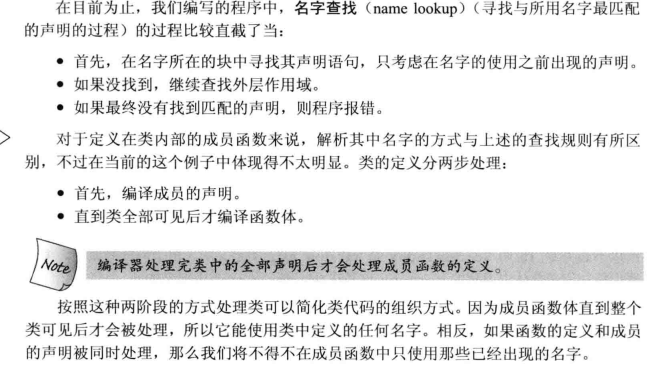 在目前为止，我们编写的程序中，名字查找（name lookup）（寻找与所用名字最匹配
的声明的过程）的过程比较直截了当：
● 首先，在名字所在的块中寻找其声明语句，只考虑在名字的使用之前出现的声明。
● 如果没找到，继续查找外层作用域。
● 如果最终没有找到匹配的声明，则程序报错。
对于定义在类内部的成员函数来说，解析其中名字的方式与上述的查找规则有所区
别，不过在当前的这个例子中体现得不太明显。类的定义分两步处理：
● 首先，编译成员的声明。
● 直到类全部可见后才编译函数体。
Note 编译器处理完类中的全部声明后才会处理成员函数的定义。
按照这种两阶段的方式处理类可以简化类代码的组织方式。因为成员函数体直到整个
类可见后才会被处理，所以它能使用类中定义的任何名字。相反，如果函数的定义和成员
的声明被同时处理，那么我们将不得不在成员函数中只使用那些已经出现的名字。